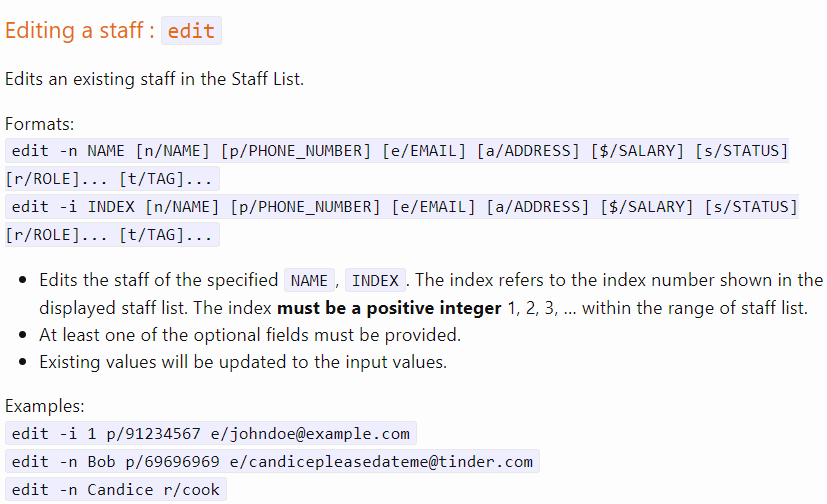 Editing a staff : edit
Edits an existing staff in the Staff List.
Formats:
edit -n NAME [n/NAME] [p/PHONE_NUMBER] [e/EMAIL] [a/ADDRESS] [$/SALARY] [s/STATUS]
[r/ROLE]... [t/TAG]...
edit -i INDEX [n/NAME] [p/PHONE_NUMBER] [e/EMAIL] [a/ADDRESS] [$/SALARY] [s/STATUS]
[r/ROLE]... [t/TAG]...
• Edits the staff of the specified NAME, INDEX. The index refers to the index number shown in the
displayed staff list. The index must be a positive integer 1, 2, 3, … within the range of staff list.
• At least one of the optional fields must be provided.
• Existing values will be updated to the input values.
Examples:
edit -i 1 p/91234567 e/johndoe@example.com
edit -n Bob p/69696969 e/candicepleasedateme@tinder.com
edit -n Candice r/cook